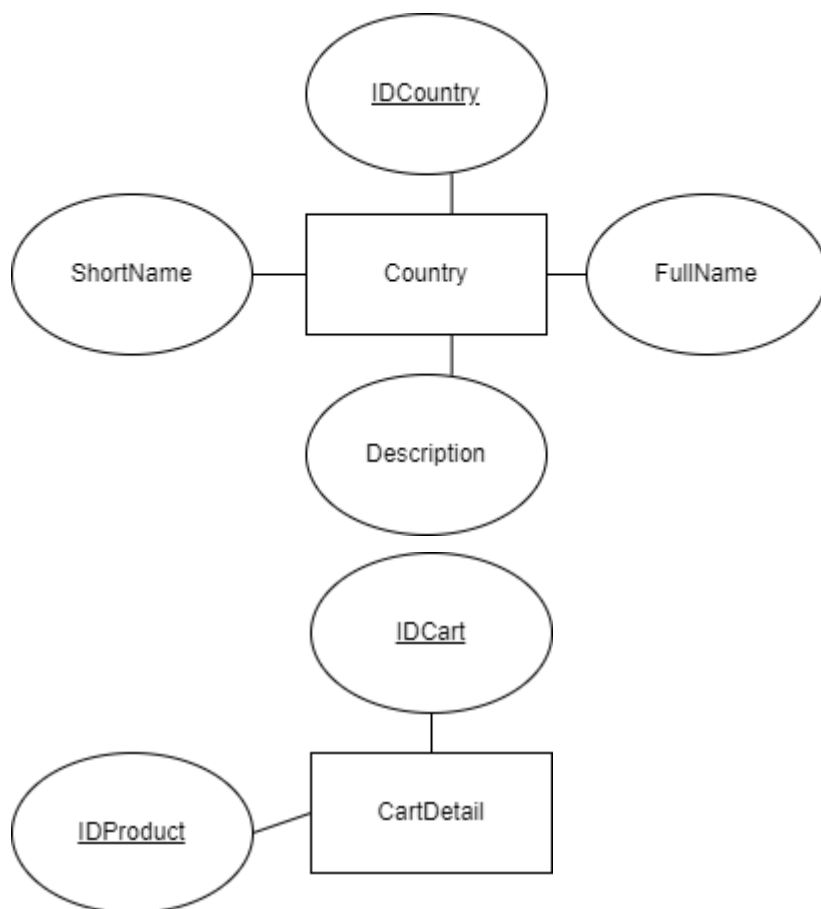 IDCountry
ShortName
Country
FullName
Description
IDCart
CartDetail
IDProduct